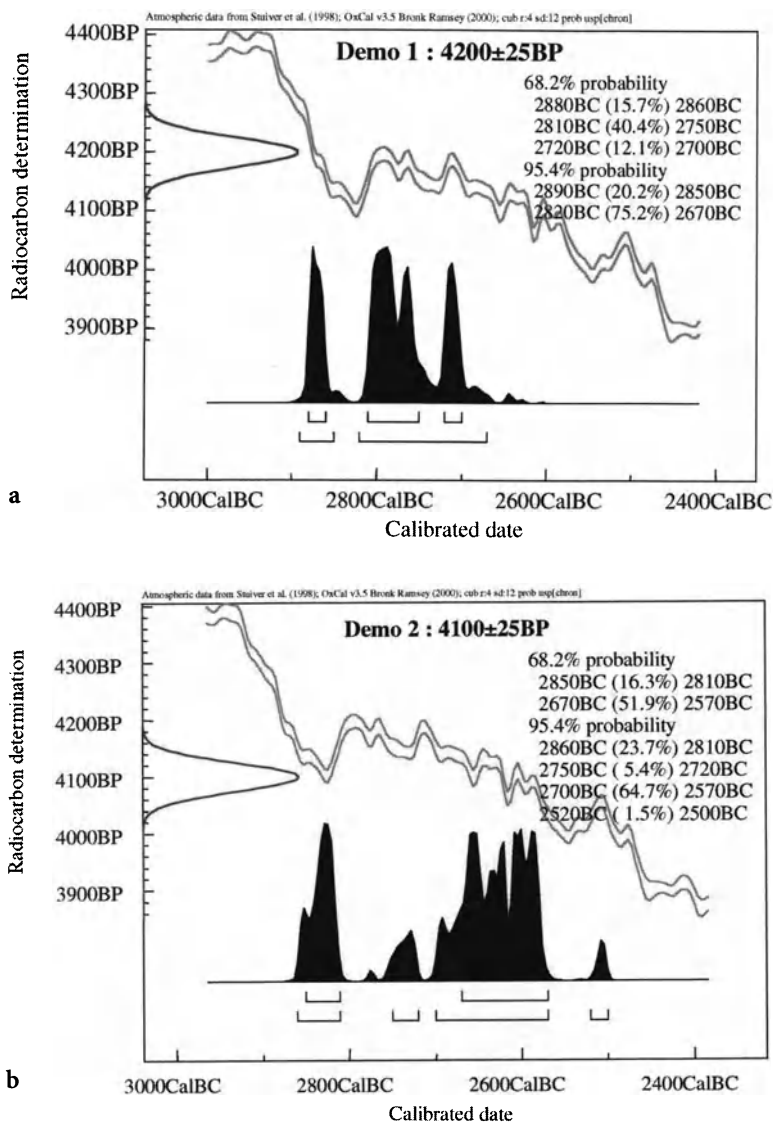 Atmospheric data from Stuiver et al. (1998); OxCal v3.5 Bronk Ramsey (2000); cub r:4 sd:12 prob usp[chron]
Demo 1 : 4200±25BP
68.2% probability
2880BC (15.7%) 2860BC
2810BC (40.4%) 2750BC
2720BC (12.1%) 2700BC
95.4% probability
2890BC (20.2%) 2850BC
2820BC (75.2%) 2670BC
Radiocarbon determination
4400BP
4300BP
4200BP
4100BP
4000BP
3900BP
3000CalBC 2800CalBC 2600CalBC 2400CalBC
Calibrated date
a
Atmospheric data from Stuiver et al. (1998); OxCal v3.5 Bronk Ramsey (2000); cub r:4 sd:12 prob usp[chron]
Demo 2 : 4100±25BP
68.2% probability
2850BC (16.3%) 2810BC
2670BC (51.9%) 2570BC
95.4% probability
2860BC (23.7%) 2810BC
2750BC ( 5.4%) 2720BC
2700BC (64.7%) 2570BC
2520BC ( 1.5%) 2500BC
Radiocarbon determination
4400BP
4300BP
4200BP
4100BP
4000BP
3900BP
3000CalBC 2800CalBC 2600CalBC 2400CalBC
Calibrated date
b